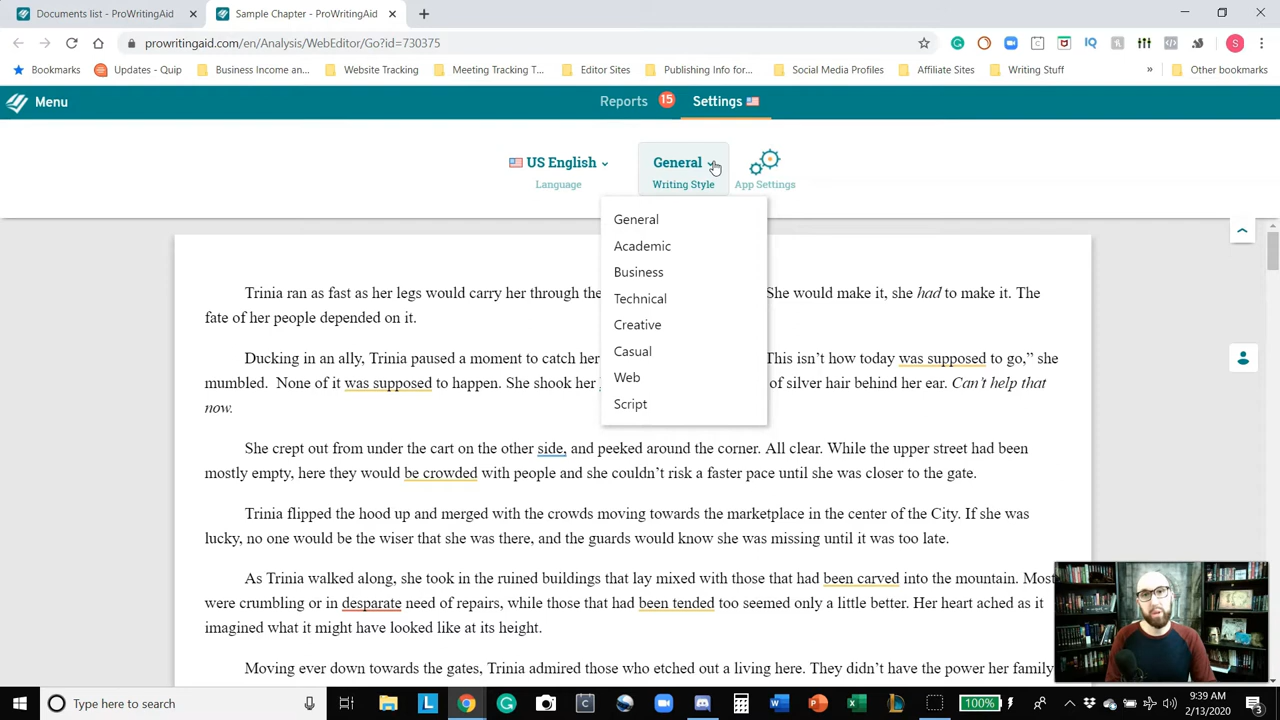 Documents list - ProWritingAid
Sample Chapter - ProWritingAid
prowritingaid.com/en/Analysis/WebEditor/Go?id=730375
S
Bookmarks
Updates - Quip
Business Income an...
Website Tracking
Meeting Tracking T...
Editor Sites
Publishing Info for...
Social Media Profiles
Affiliate Sites
Writing Stuff
»
Other bookmarks
Menu
Reports 15
Settings
US English
Language
General
Writing Style
App Settings
General
Academic
Business
Technical
Creative
Casual
Web
Script
Trinia ran as fast as her legs would carry her through the She would make it, she had to make it. The
fate of her people depended on it.
Ducking in an ally, Trinia paused a moment to catch her This isn't how today was supposed to go,” she
mumbled. None of it was supposed to happen. She shook her of silver hair behind her ear. Can't help that
now.
She crept out from under the cart on the other side, and peeked around the corner. All clear. While the upper street had been
mostly empty, here they would be crowded with people and she couldn't risk a faster pace until she was closer to the gate.
Trinia flipped the hood up and merged with the crowds moving towards the marketplace in the center of the City. If she was
lucky, no one would be the wiser that she was there, and the guards would know she was missing until it was too late.
As Trinia walked along, she took in the ruined buildings that lay mixed with those that had been carved into the mountain. Most
were crumbling or in desparate need of repairs, while those that had been tended too seemed only a little better. Her heart ached as it
imagined what it might have looked like at its height.
Moving ever down towards the gates, Trinia admired those who etched out a living here. They didn't have the power her family
Type here to search
100%
9:39 AM
2/13/2020
3